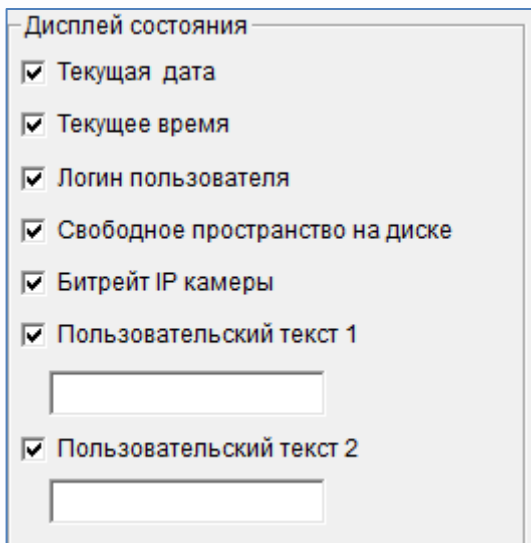 Дисплей состояния
Текущая дата
Текущее время
Логин пользователя
Свободное пространство на диске
Битрейт IP камеры
Пользовательский текст 1
Пользовательский текст 2